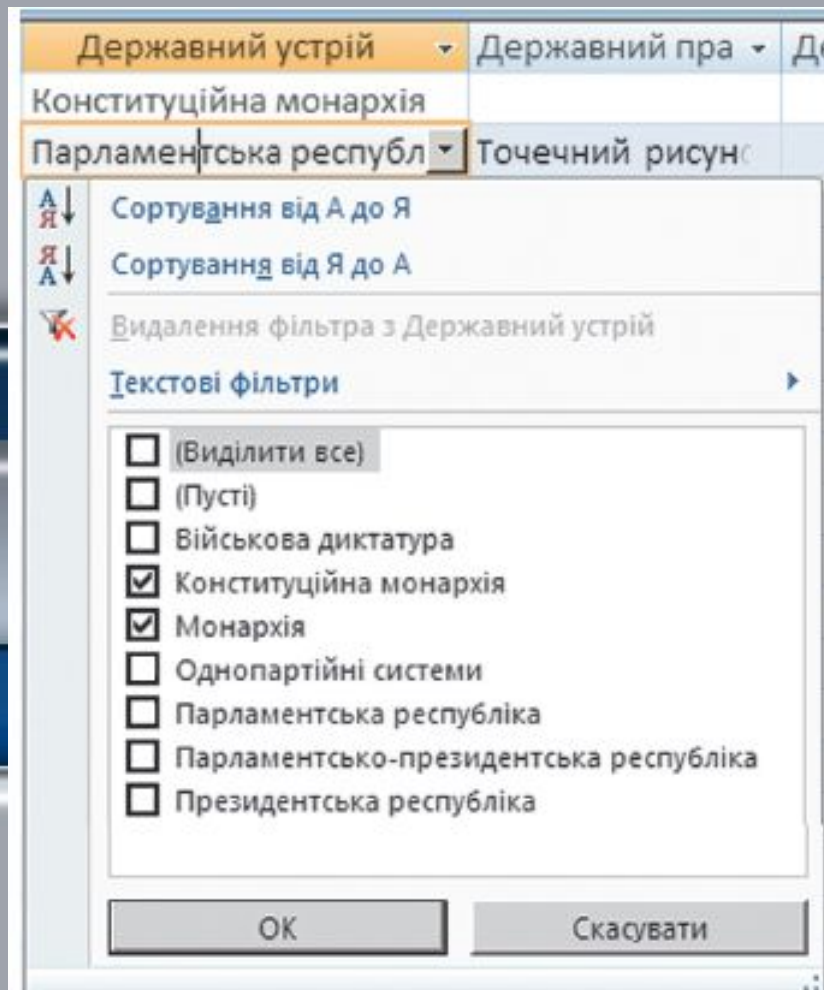 Державний устрій Державний пра Де
Конституційна монархія
Парламентська республ Точечний рисун
Сортування від А до Я
Сортування від Я до А
Видалення фільтра з Державний устрій
Текстові фільтри
(Виділити все)
(Пусті)
Військова диктатура
Конституційна монархія
Монархія
Однопартійні системи
Парламентська республіка
Парламентсько-президентська республіка
Президентська республіка
ОК Скасувати